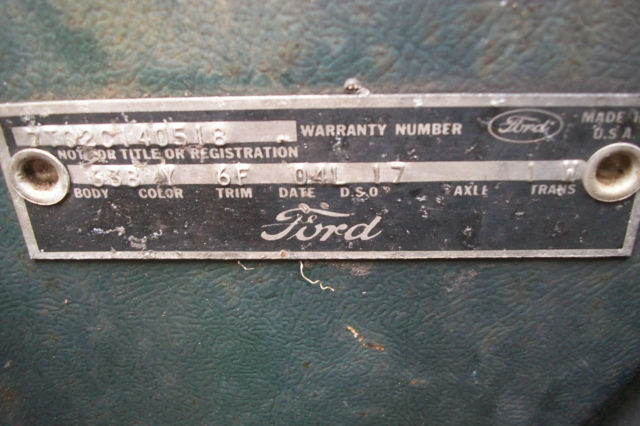 7T02C140518 WARRANTY NUMBER Ford MADE
U.S.A
NOT FOR TITLE OR REGISTRATION
63B Y 6F 04L 17 1 W
BODY COLOR TRIM DATE D.S.O AXLE TRANS
Ford